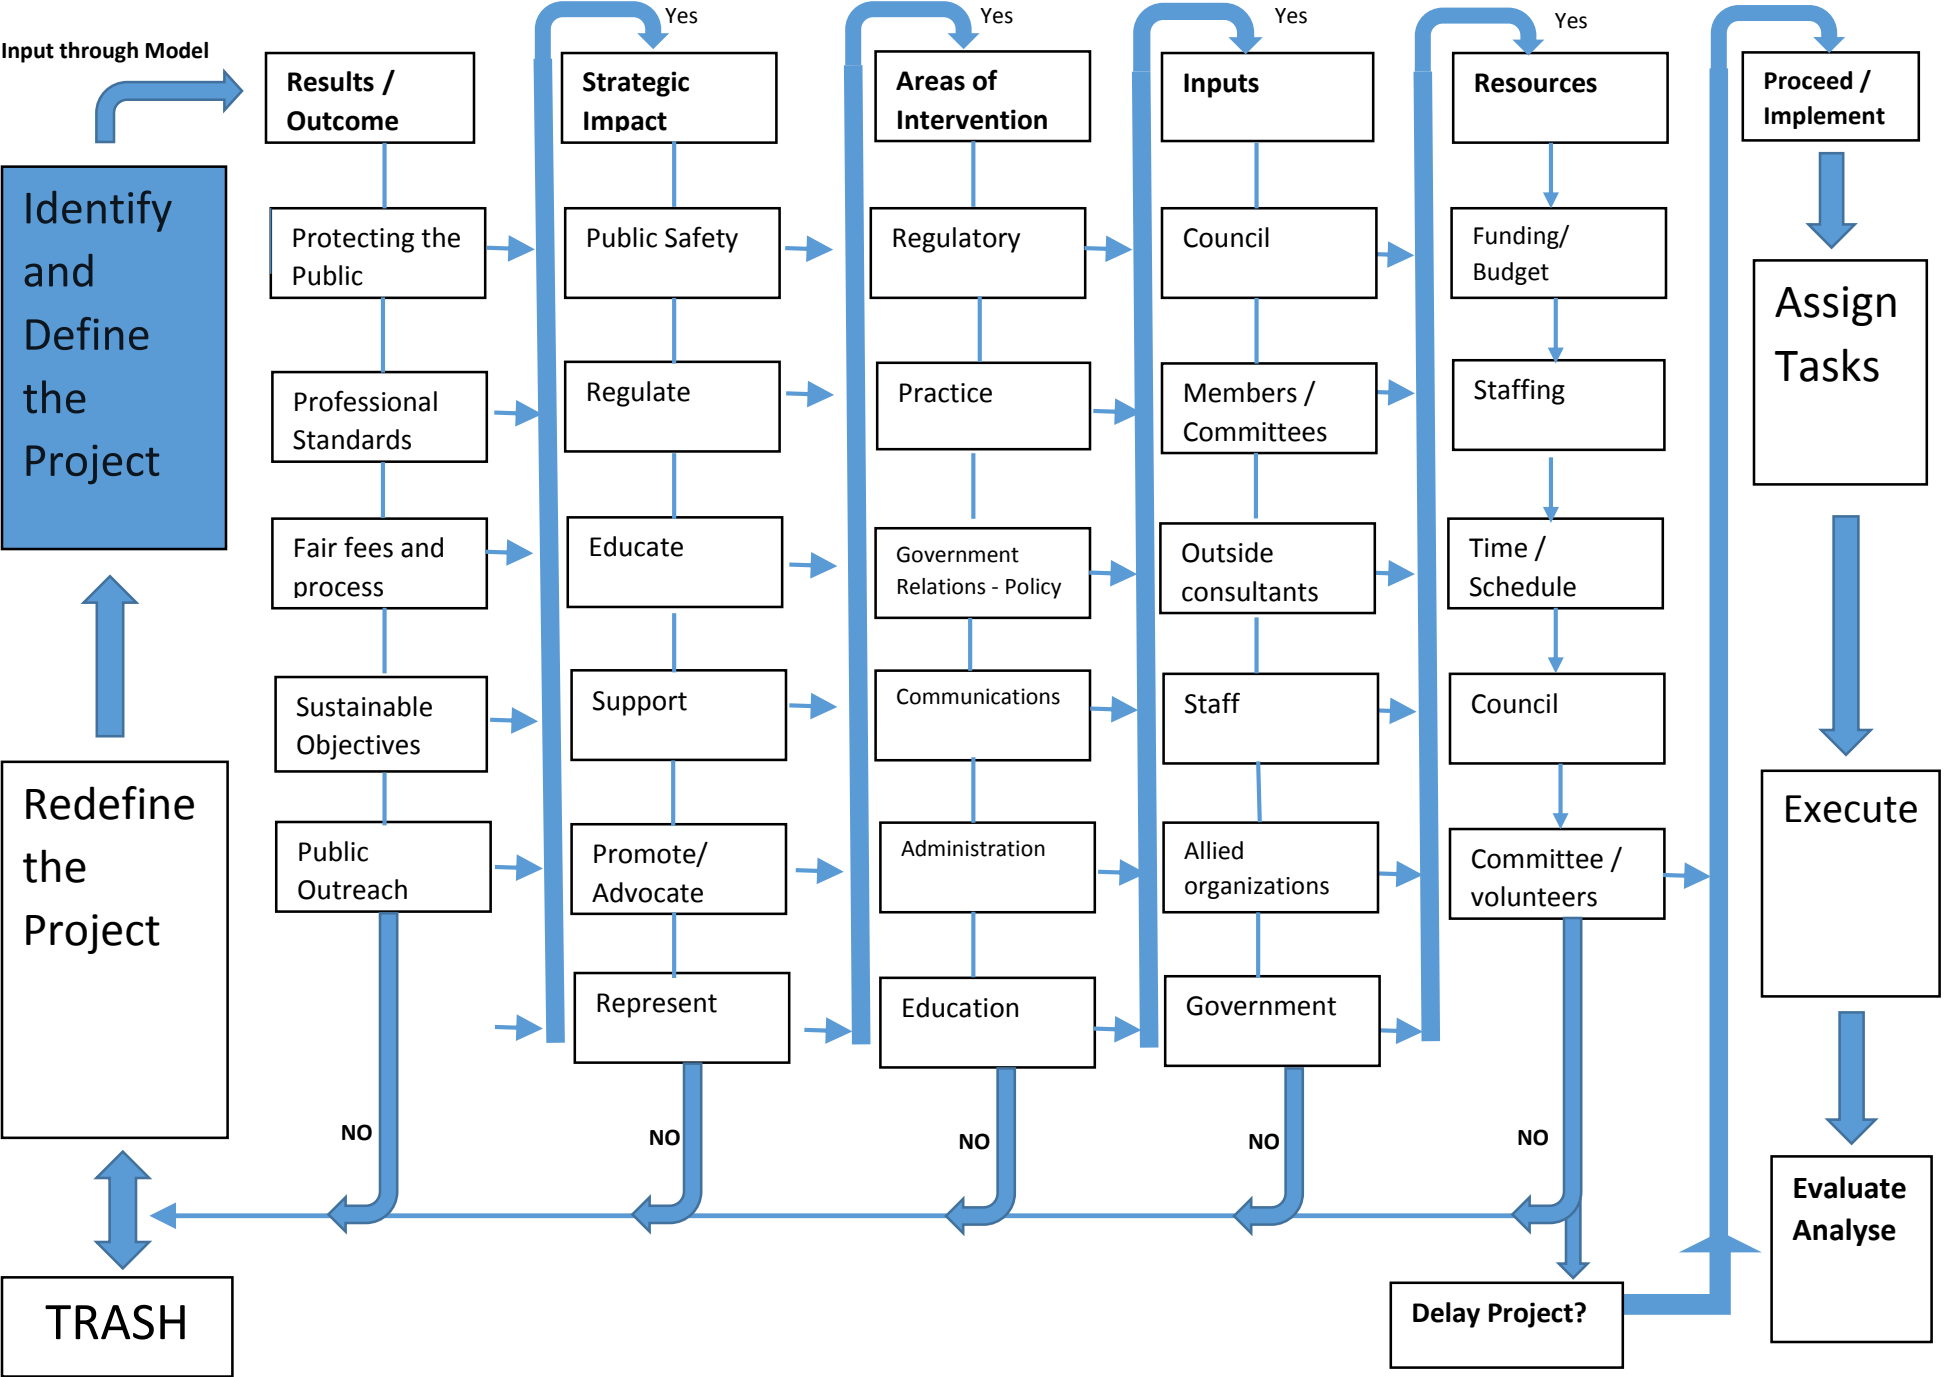 Input through Model
Yes
Yes
Yes
Yes
Results /
Outcome
Strategic
Impact
Areas of
Intervention
Inputs
Resources
Proceed /
Implement
Identify
and
Define
the
Project
Protecting the
Public
Public Safety
Regulatory
Council
Funding/
Budget
Assign
Tasks
Professional
Standards
Regulate
Practice
Members /
Committees
Staffing
Fair fees and
process
Educate
Government
Relations - Policy
Outside
consultants
Time /
Schedule
Sustainable
Objectives
Support
Communications
Staff
Council
Redefine
the
Project
Public
Outreach
Promote/
Advocate
Administration
Allied
organizations
Committee /
volunteers
Execute
Represent
Education
Government
NO
NO
NO
NO
NO
Evaluate
Analyse
TRASH
Delay Project?